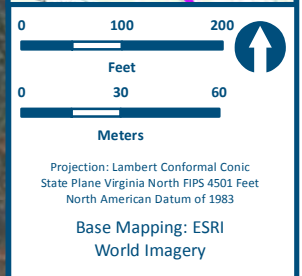 0 100 200
Feet
0 30 60
Meters
Projection: Lambert Conformal Conic
State Plane Virginia North FIPS 4501 Feet
North American Datum of 1983
Base Mapping: ESRI
World Imagery